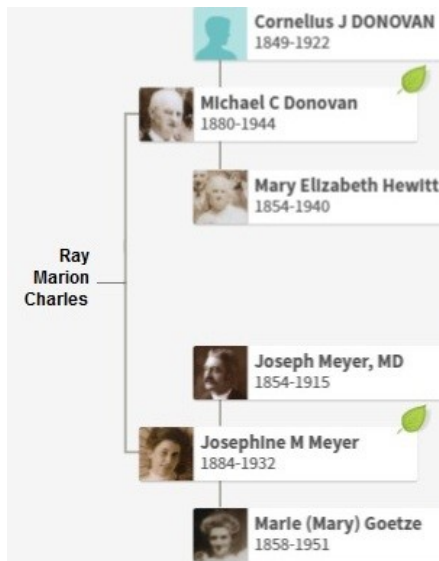 Cornelius J DONOVAN
1849-1922
Michael C Donovan
1880-1944
Mary Elizabeth Hewitt
1854-1940
Ray
Marion
Charles
Joseph Meyer, MD
1854-1915
Josephine M Meyer
1884-1932
Marie (Mary) Goetze
1858-1951